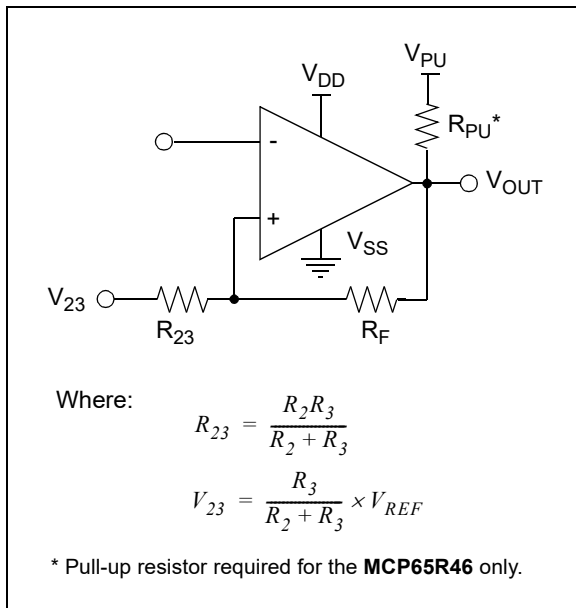 V_PU
V_DD
R_PU*
-
V_OUT
+
V_SS
V_23
R_23
R_F
Where:
R_23 = R_2R_3 / (R_2 + R_3)
V_23 = R_3 / (R_2 + R_3) × V_REF
* Pull-up resistor required for the MCP65R46 only.